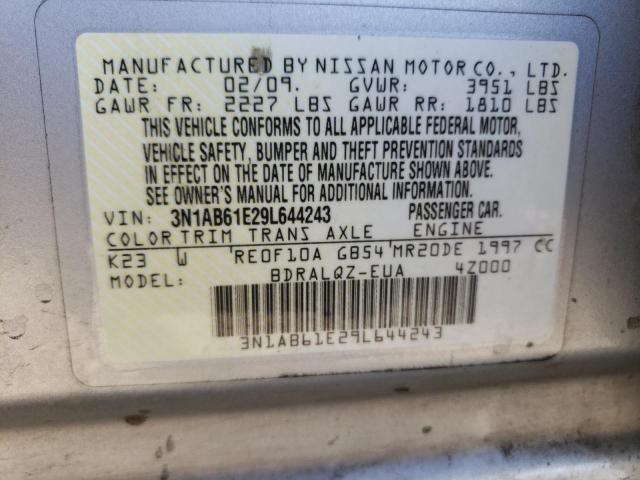 MANUFACTURED BY NISSAN MOTOR CO., LTD.
DATE: 02/09. GVWR: 3951 LBS
GAWR FR: 2227 LBS GAWR RR: 1810 LBS
THIS VEHICLE CONFORMS TO ALL APPLICABLE FEDERAL MOTOR,
VEHICLE SAFETY, BUMPER AND THEFT PREVENTION STANDARDS
IN EFFECT ON THE DATE OF MANUFACTURE SHOWN ABOVE.
SEE OWNER'S MANUAL FOR ADDITIONAL INFORMATION.
VIN: 3N1AB61E29L644243 PASSENGER CAR.
COLOR TRIM TRANS AXLE ENGINE
K23 W RE0F10A GB54 MR20DE 1997 CC
MODEL: BDRALQZ-EUA 4Z000
3N1AB61E29L644243